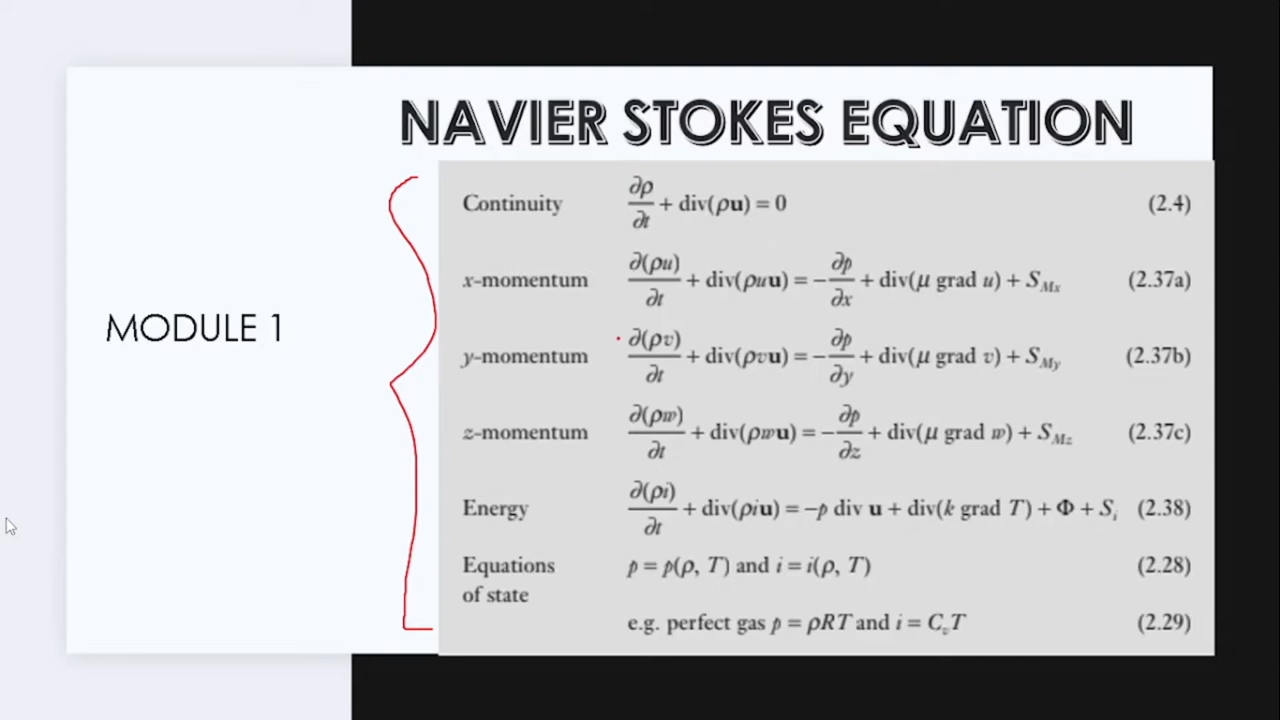 NAVIER STOKES EQUATION
MODULE 1
Continuity ∂ρ/∂t + div(ρu) = 0 (2.4)
x-momentum ∂(ρu)/∂t + div(ρuu) = −∂p/∂x + div(μ grad u) + S_Mx (2.37a)
y-momentum ∂(ρv)/∂t + div(ρvu) = −∂p/∂y + div(μ grad v) + S_My (2.37b)
z-momentum ∂(ρw)/∂t + div(ρwu) = −∂p/∂z + div(μ grad w) + S_Mz (2.37c)
Energy ∂(ρi)/∂t + div(ρiu) = −p div u + div(k grad T) + Φ + S_i (2.38)
Equations p = p(ρ, T) and i = i(ρ, T) (2.28)
of state
e.g. perfect gas p = ρRT and i = C_vT (2.29)